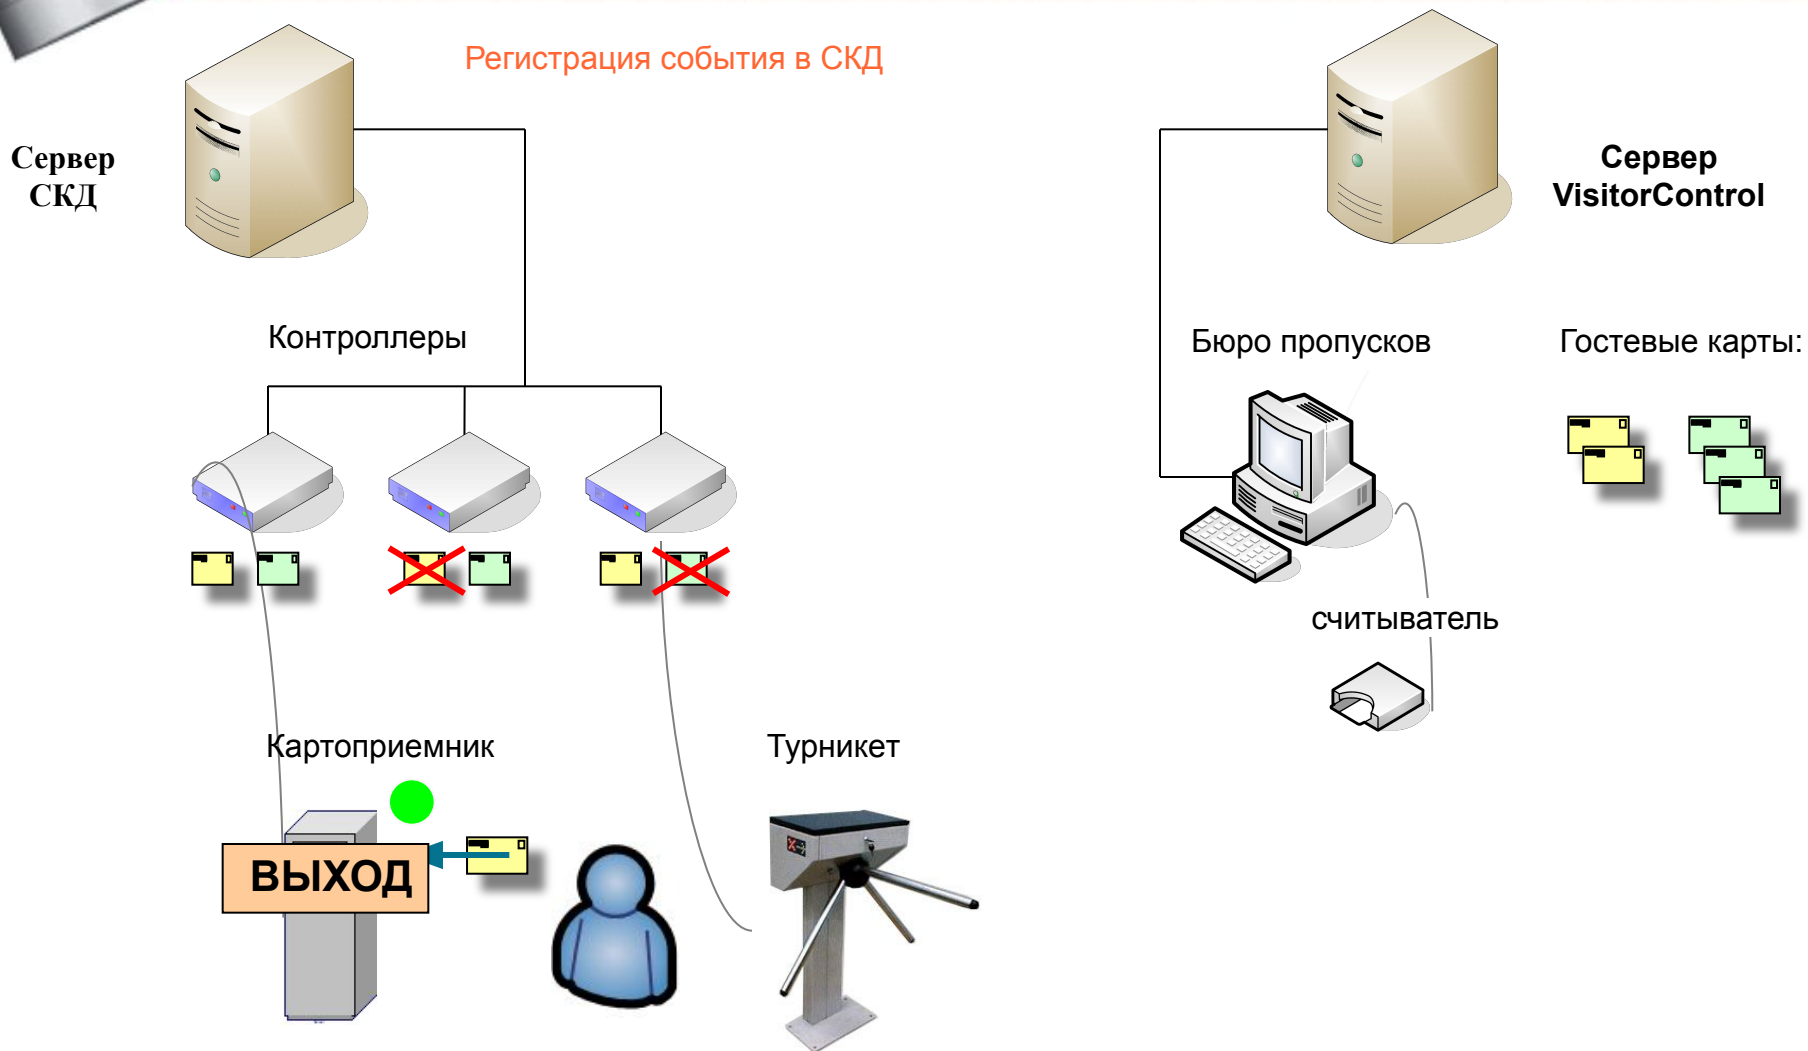 Регистрация события в СКД
Сервер
СКД
Сервер
VisitorControl
Контроллеры
Бюро пропусков
Гостевые карты:
считыватель
Картоприемник
Турникет
ВЫХОД